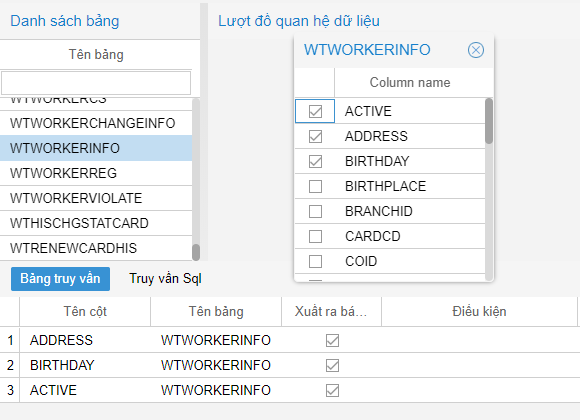 Danh sách bảng
Lượt đồ quan hệ dữ liệu
Tên bảng
WTWORKERCS
WTWORKERCHANGEINFO
WTWORKERINFO
WTWORKERREG
WTWORKERVIOLATE
WTHISCHGSTATCARD
WTRENEWCARDHIS
WTWORKERINFO
Column name
ACTIVE
ADDRESS
BIRTHDAY
BIRTHPLACE
BRANCHID
CARDCD
COID
Bảng truy vấn Truy vấn Sql
Tên cột Tên bảng Xuất ra bá... Điều kiện
1 ADDRESS WTWORKERINFO
2 BIRTHDAY WTWORKERINFO
3 ACTIVE WTWORKERINFO